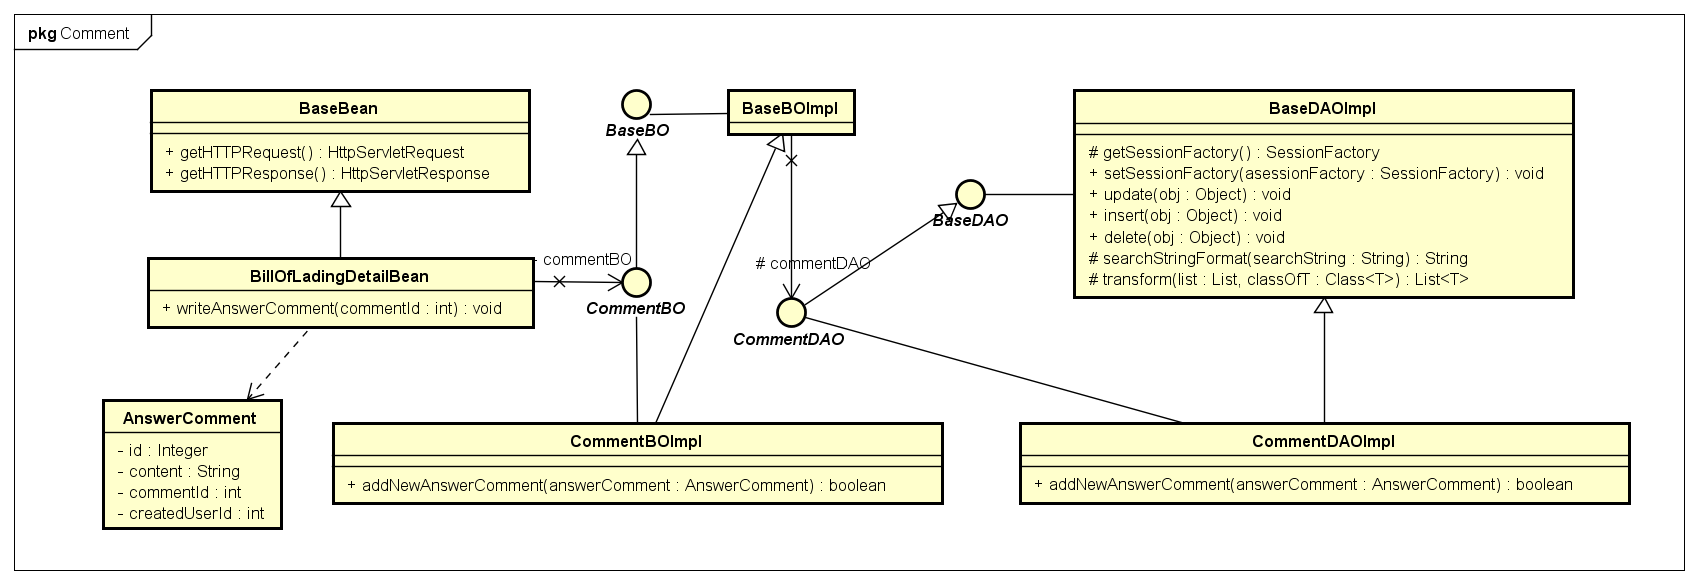 pkg Comment
BaseBean
+ getHTTPRequest() : HttpServletRequest
+ getHTTPResponse() : HttpServletResponse
BaseBO
BaseBOImpl
BaseDAOImpl
# getSessionFactory() : SessionFactory
+ setSessionFactory(asessionFactory : SessionFactory) : void
+ update(obj : Object) : void
+ insert(obj : Object) : void
+ delete(obj : Object) : void
# searchStringFormat(searchString : String) : String
# transform(list : List, classOfT : Class<T>) : List<T>
BaseDAO
BillOfLadingDetailBean
+ writeAnswerComment(commentId : int) : void
- commentBO
CommentBO
# commentDAO
CommentDAO
AnswerComment
- id : Integer
- content : String
- commentId : int
- createdUserId : int
CommentBOImpl
+ addNewAnswerComment(answerComment : AnswerComment) : boolean
CommentDAOImpl
+ addNewAnswerComment(answerComment : AnswerComment) : boolean